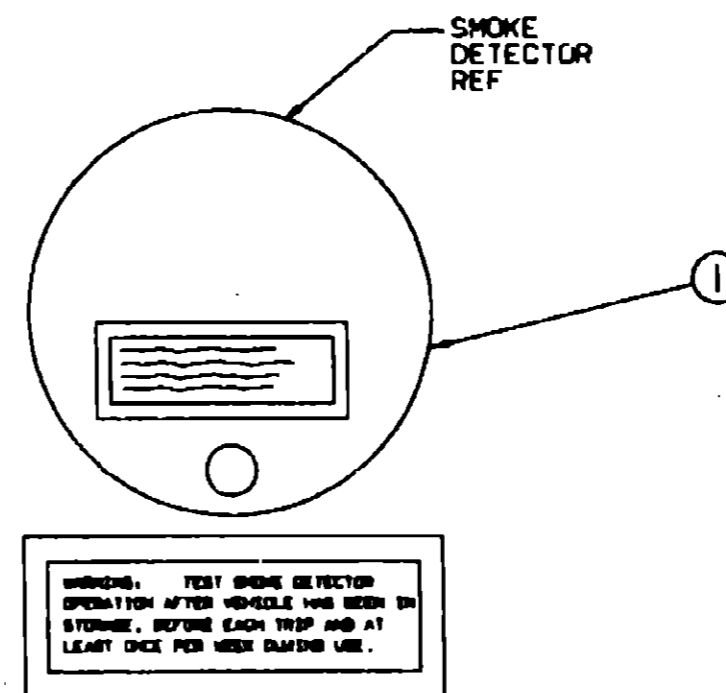 SMOKE
DETECTOR
REF
1
WARNING: TEST SMOKE DETECTOR
OPERATION AFTER VEHICLE HAS BEEN IN
STORAGE, BEFORE EACH TRIP AND AT
LEAST ONCE PER WEEK DURING USE.